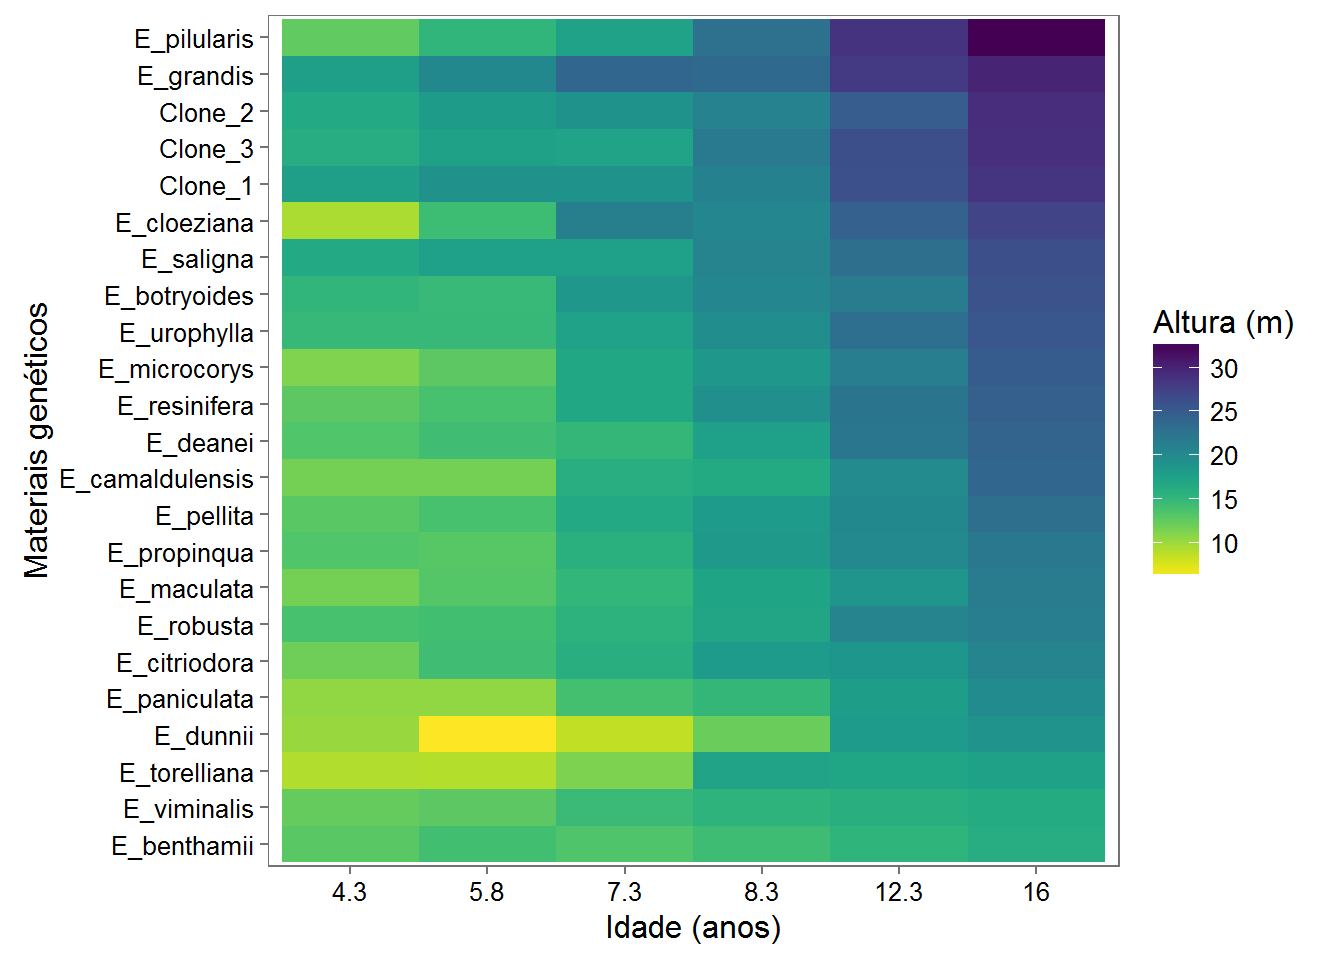 E_pilularis
E_grandis
Clone_2
Clone_3
Clone_1
E_cloeziana
E_saligna
E_botryoides
E_urophylla
E_microcorys
E_resinifera
E_deanei
E_camaldulensis
E_pellita
E_propinqua
E_maculata
E_robusta
E_citriodora
E_paniculata
E_dunnii
E_torelliana
E_viminalis
E_benthamii
Materiais genéticos
4.3 5.8 7.3 8.3 12.3 16
Idade (anos)
Altura (m)
30
25
20
15
10